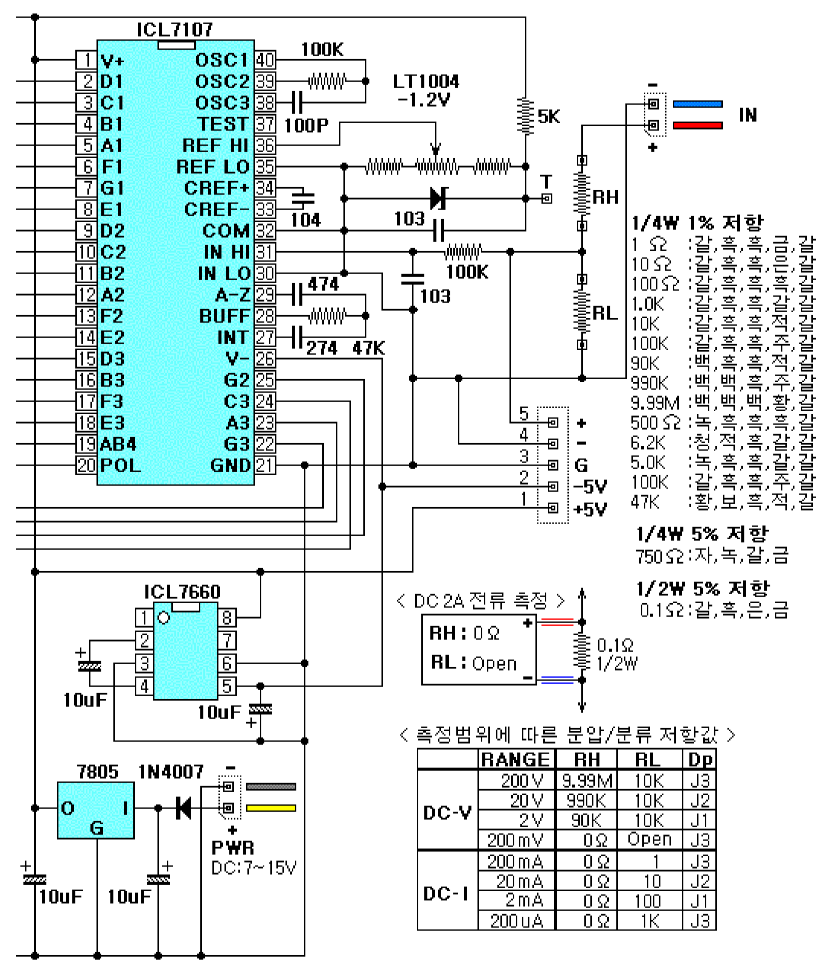 ICL7107
1 V+ OSC1 40
2 D1 OSC2 39
3 C1 OSC3 38
4 B1 TEST 37
5 A1 REF HI 36
6 F1 REF LO 35
7 G1 CREF+ 34
8 E1 CREF- 33
9 D2 COM 32
10 C2 IN HI 31
11 B2 IN LO 30
12 A2 A-Z 29
13 F2 BUFF 28
14 E2 INT 27
15 D3 V- 26
16 B3 G2 25
17 F3 C3 24
18 E3 A3 23
19 AB4 G3 22
20 POL GND 21
100K
100P
LT1004
-1.2V
5K
104
103
T
100K
103
474
274 47K
RH
RL
-
IN
+
1/4W 1% 저항
1 Ω :갈,흑,흑,금,갈
10Ω :갈,흑,흑,은,갈
100Ω :갈,흑,흑,흑,갈
1.0K :갈,흑,흑,갈,갈
10K :갈,흑,흑,적,갈
100K :갈,흑,흑,주,갈
90K :백,흑,흑,적,갈
990K :백,백,흑,주,갈
9.99M :백,백,백,황,갈
500Ω :녹,흑,흑,흑,갈
6.2K :청,적,흑,갈,갈
5.0K :녹,흑,흑,갈,갈
100K :갈,흑,흑,주,갈
47K :황,보,흑,적,갈
1/4W 5% 저항
750Ω:자,녹,갈,금
1/2W 5% 저항
0.1Ω:갈,흑,은,금
5 +
4 -
3 G
2 -5V
1 +5V
ICL7660
1 8
2 7
3 6
4 5
+
10uF
10uF
+
< DC 2A 전류 측정 >
RH : 0Ω +
RL : Open -
0.1Ω
1/2W
7805 1N4007
O I
G
-
+
PWR
DC:7~15V
+
10uF
+
10uF
< 측정범위에 따른 분압/분류 저항값 >
RANGE RH RL Dp
DC-V
200V 9.99M 10K J3
20V 990K 10K J2
2V 90K 10K J1
200mV 0Ω Open J3
DC-I
200mA 0Ω 1 J3
20mA 0Ω 10 J2
2mA 0Ω 100 J1
200uA 0Ω 1K J3